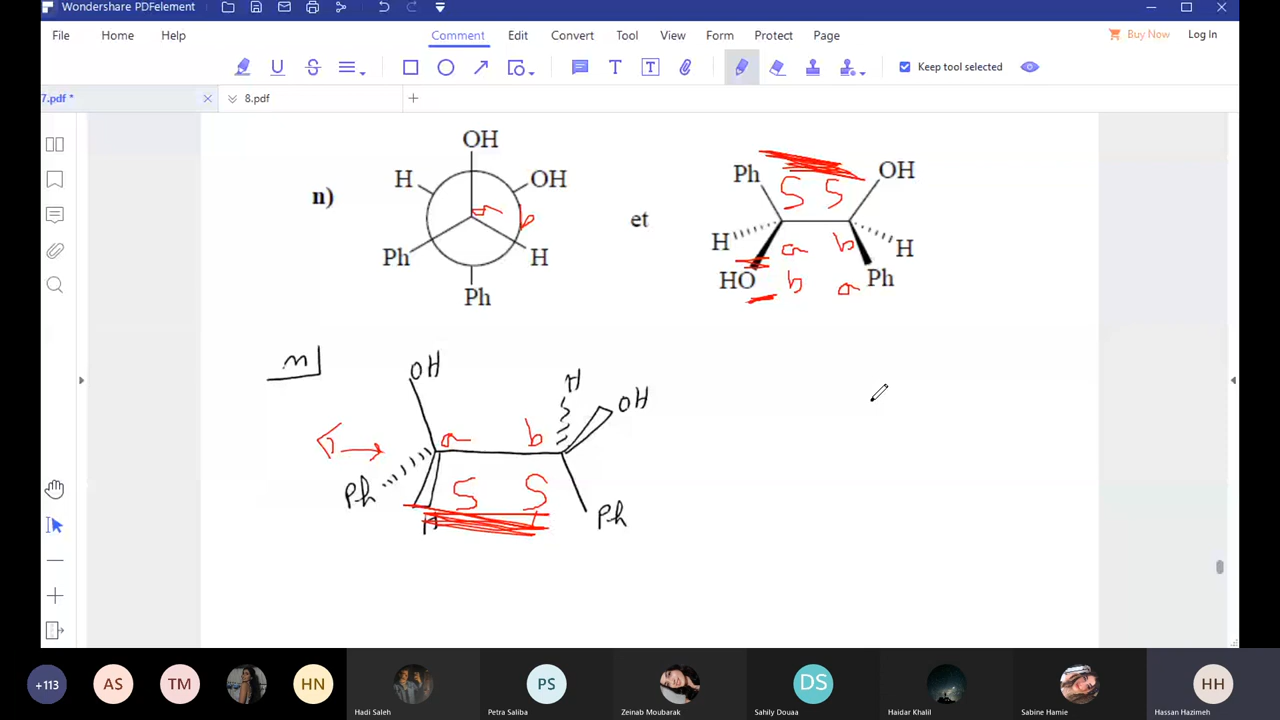 Wondershare PDFelement
File Home Help Comment Edit Convert Tool View Form Protect Page Buy Now Log In
Keep tool selected
7.pdf * 8.pdf
n) OH H OH Ph H Ph a b
et
Ph OH H H HO Ph S S a b b a
n
OH H OH
a b
Ph S S
H Ph
+113 AS TM HN PS DS HH
Hadi Saleh Petra Saliba Zeinab Moubarak Sahily Douaa Haidar Khalil Sabine Hamie Hassan Hazimeh